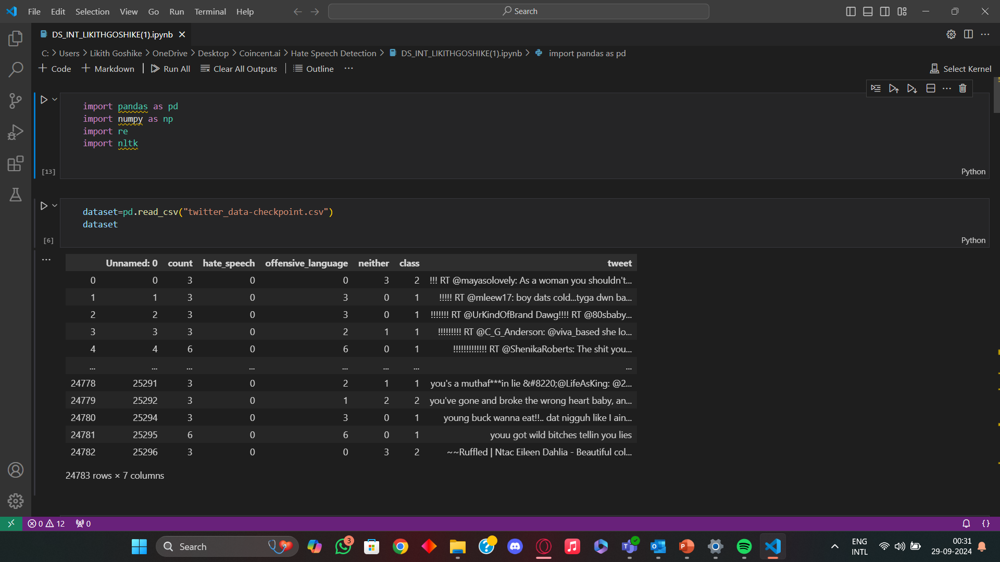 File Edit Selection View Go Run Terminal Help Search
DS_INT_LIKITHGOSHIKE(1).ipynb
C: > Users > Likith Goshike > OneDrive > Desktop > Coincent.ai > Hate Speech Detection > DS_INT_LIKITHGOSHIKE(1).ipynb > import pandas as pd
+ Code + Markdown Run All Clear All Outputs Outline ... Select Kernel
import pandas as pd
import numpy as np
import re
import nltk
[13] Python
dataset=pd.read_csv("twitter_data-checkpoint.csv")
dataset
[6] Python
Unnamed: 0 count hate_speech offensive_language neither class tweet
0 0 3 0 0 3 2 !!! RT @mayasolovely: As a woman you shouldn't...
1 1 3 0 3 0 1 !!!!! RT @mleew17: boy dats cold...tyga dwn ba...
2 2 3 0 3 0 1 !!!!!!! RT @UrKindOfBrand Dawg!!!! RT @80sbaby...
3 3 3 0 2 1 1 !!!!!!!!! RT @C_G_Anderson: @viva_based she lo...
4 4 6 0 6 0 1 !!!!!!!!!!!!! RT @ShenikaRoberts: The shit you...
... ... ... ... ... ... ... ...
24778 25291 3 0 2 1 1 you's a muthaf***in lie &#8220;@LifeAsKing: @2...
24779 25292 3 0 1 2 2 you've gone and broke the wrong heart baby, an...
24780 25294 3 0 3 0 1 young buck wanna eat!!.. dat nigguh like I ain...
24781 25295 6 0 6 0 1 youu got wild bitches tellin you lies
24782 25296 3 0 0 3 2 ~~Ruffled | Ntac Eileen Dahlia - Beautiful col...
24783 rows × 7 columns
0 12 0 {}
Search 3 ENG 00:31
INTL 29-09-2024